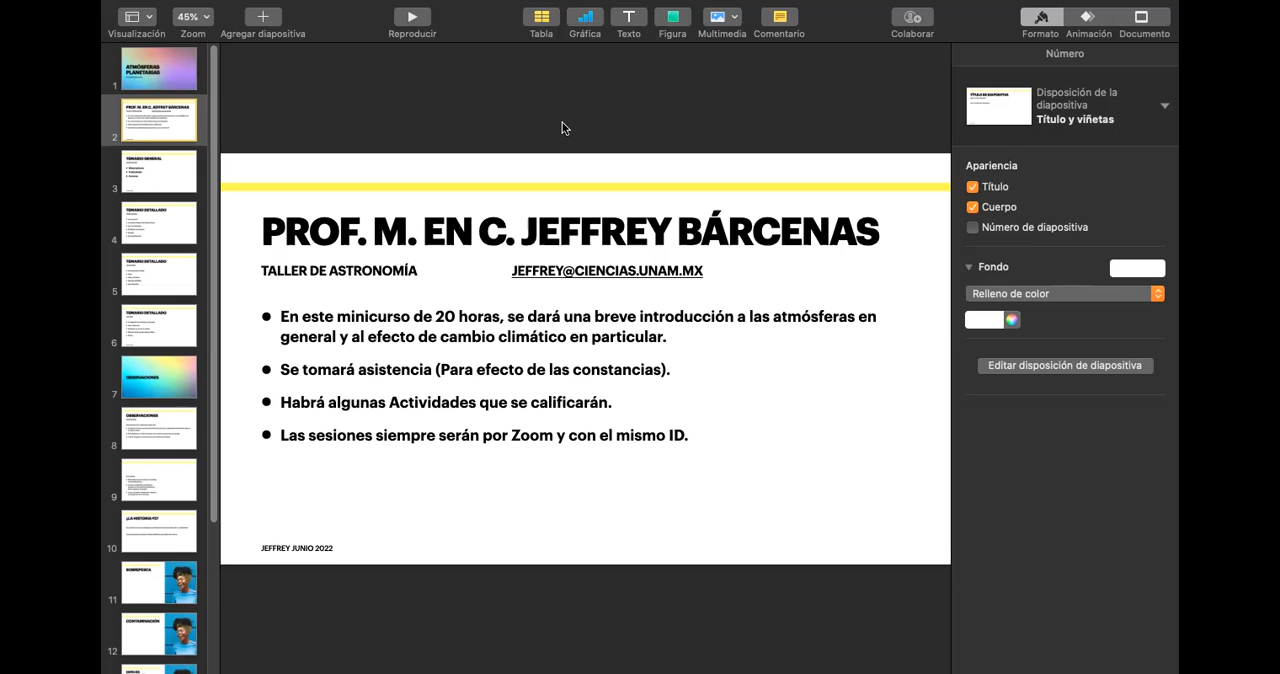 Visualización
45%
Zoom
Agregar diapositiva
Reproducir
Tabla
Gráfica
T
Texto
Figura
Multimedia
Comentario
Colaborar
Formato
Animación
Documento
1
ATMÓSFERAS
PLANETARIAS
2
PROF. M. EN C. JEFFREY BÁRCENAS
3
TEMARIO GENERAL
4
TEMARIO DETALLADO
5
TEMARIO DETALLADO
6
TEMARIO DETALLADO
7
OBSERVACIONES
8
OBSERVACIONES
9
10
11
12
CONTAMINACIÓN
PROF. M. EN C. JEFFREY BÁRCENAS
TALLER DE ASTRONOMÍA
JEFFREY@CIENCIAS.UNAM.MX
● En este minicurso de 20 horas, se dará una breve introducción a las atmósferas en
general y al efecto de cambio climático en particular.
● Se tomará asistencia (Para efecto de las constancias).
● Habrá algunas Actividades que se calificarán.
● Las sesiones siempre serán por Zoom y con el mismo ID.
JEFFREY JUNIO 2022
Número
Disposición de la
diapositiva
Título y viñetas
Apariencia
Título
Cuerpo
Número de diapositiva
Fondo
Relleno de color
Editar disposición de diapositiva